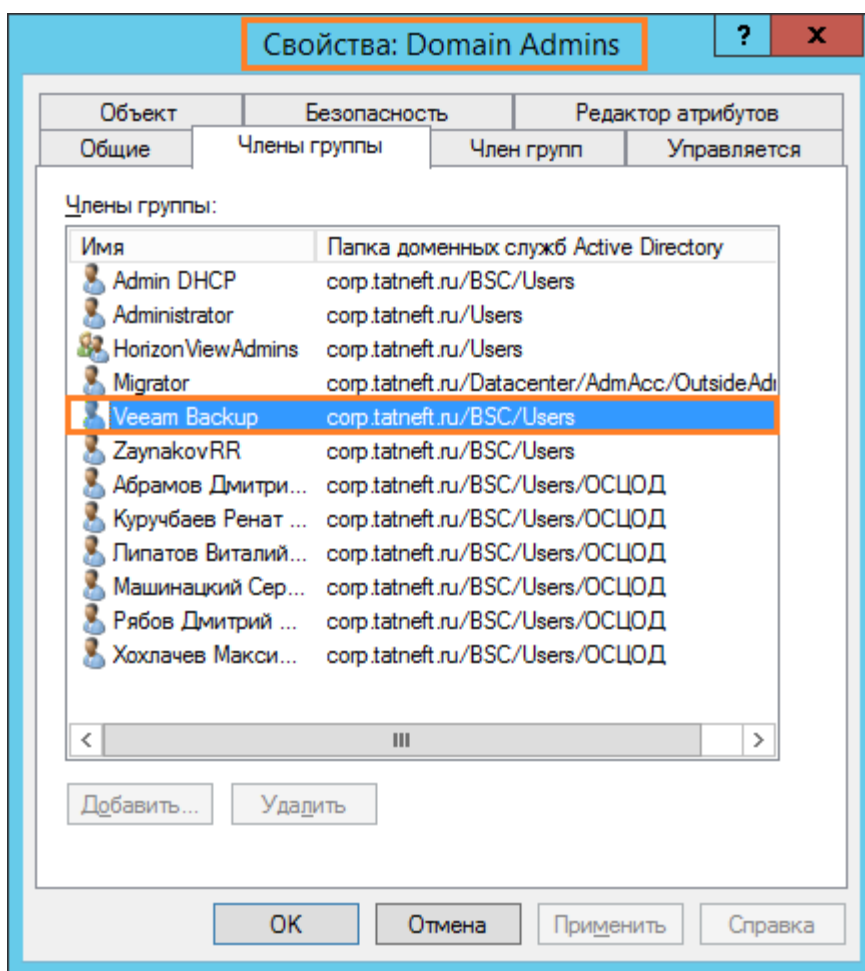 Свойства: Domain Admins ? x
Объект Безопасность Редактор атрибутов
Общие Члены группы Член групп Управляется
Члены группы:
Имя Папка доменных служб Active Directory
Admin DHCP corp.tatneft.ru/BSC/Users
Administrator corp.tatneft.ru/Users
HorizonViewAdmins corp.tatneft.ru/Users
Migrator corp.tatneft.ru/Datacenter/AdmAcc/OutsideAdı
Veeam Backup corp.tatneft.ru/BSC/Users
ZaynakovRR corp.tatneft.ru/BSC/Users
Абрамов Дмитри... corp.tatneft.ru/BSC/Users/ОСЦОД
Куручбаев Ренат ... corp.tatneft.ru/BSC/Users/ОСЦОД
Липатов Виталий... corp.tatneft.ru/BSC/Users/ОСЦОД
Машинацкий Сер... corp.tatneft.ru/BSC/Users/ОСЦОД
Рябов Дмитрий ... corp.tatneft.ru/BSC/Users/ОСЦОД
Хохлачев Макси... corp.tatneft.ru/BSC/Users/ОСЦОД
Добавить... Удалить
OK Отмена Применить Справка